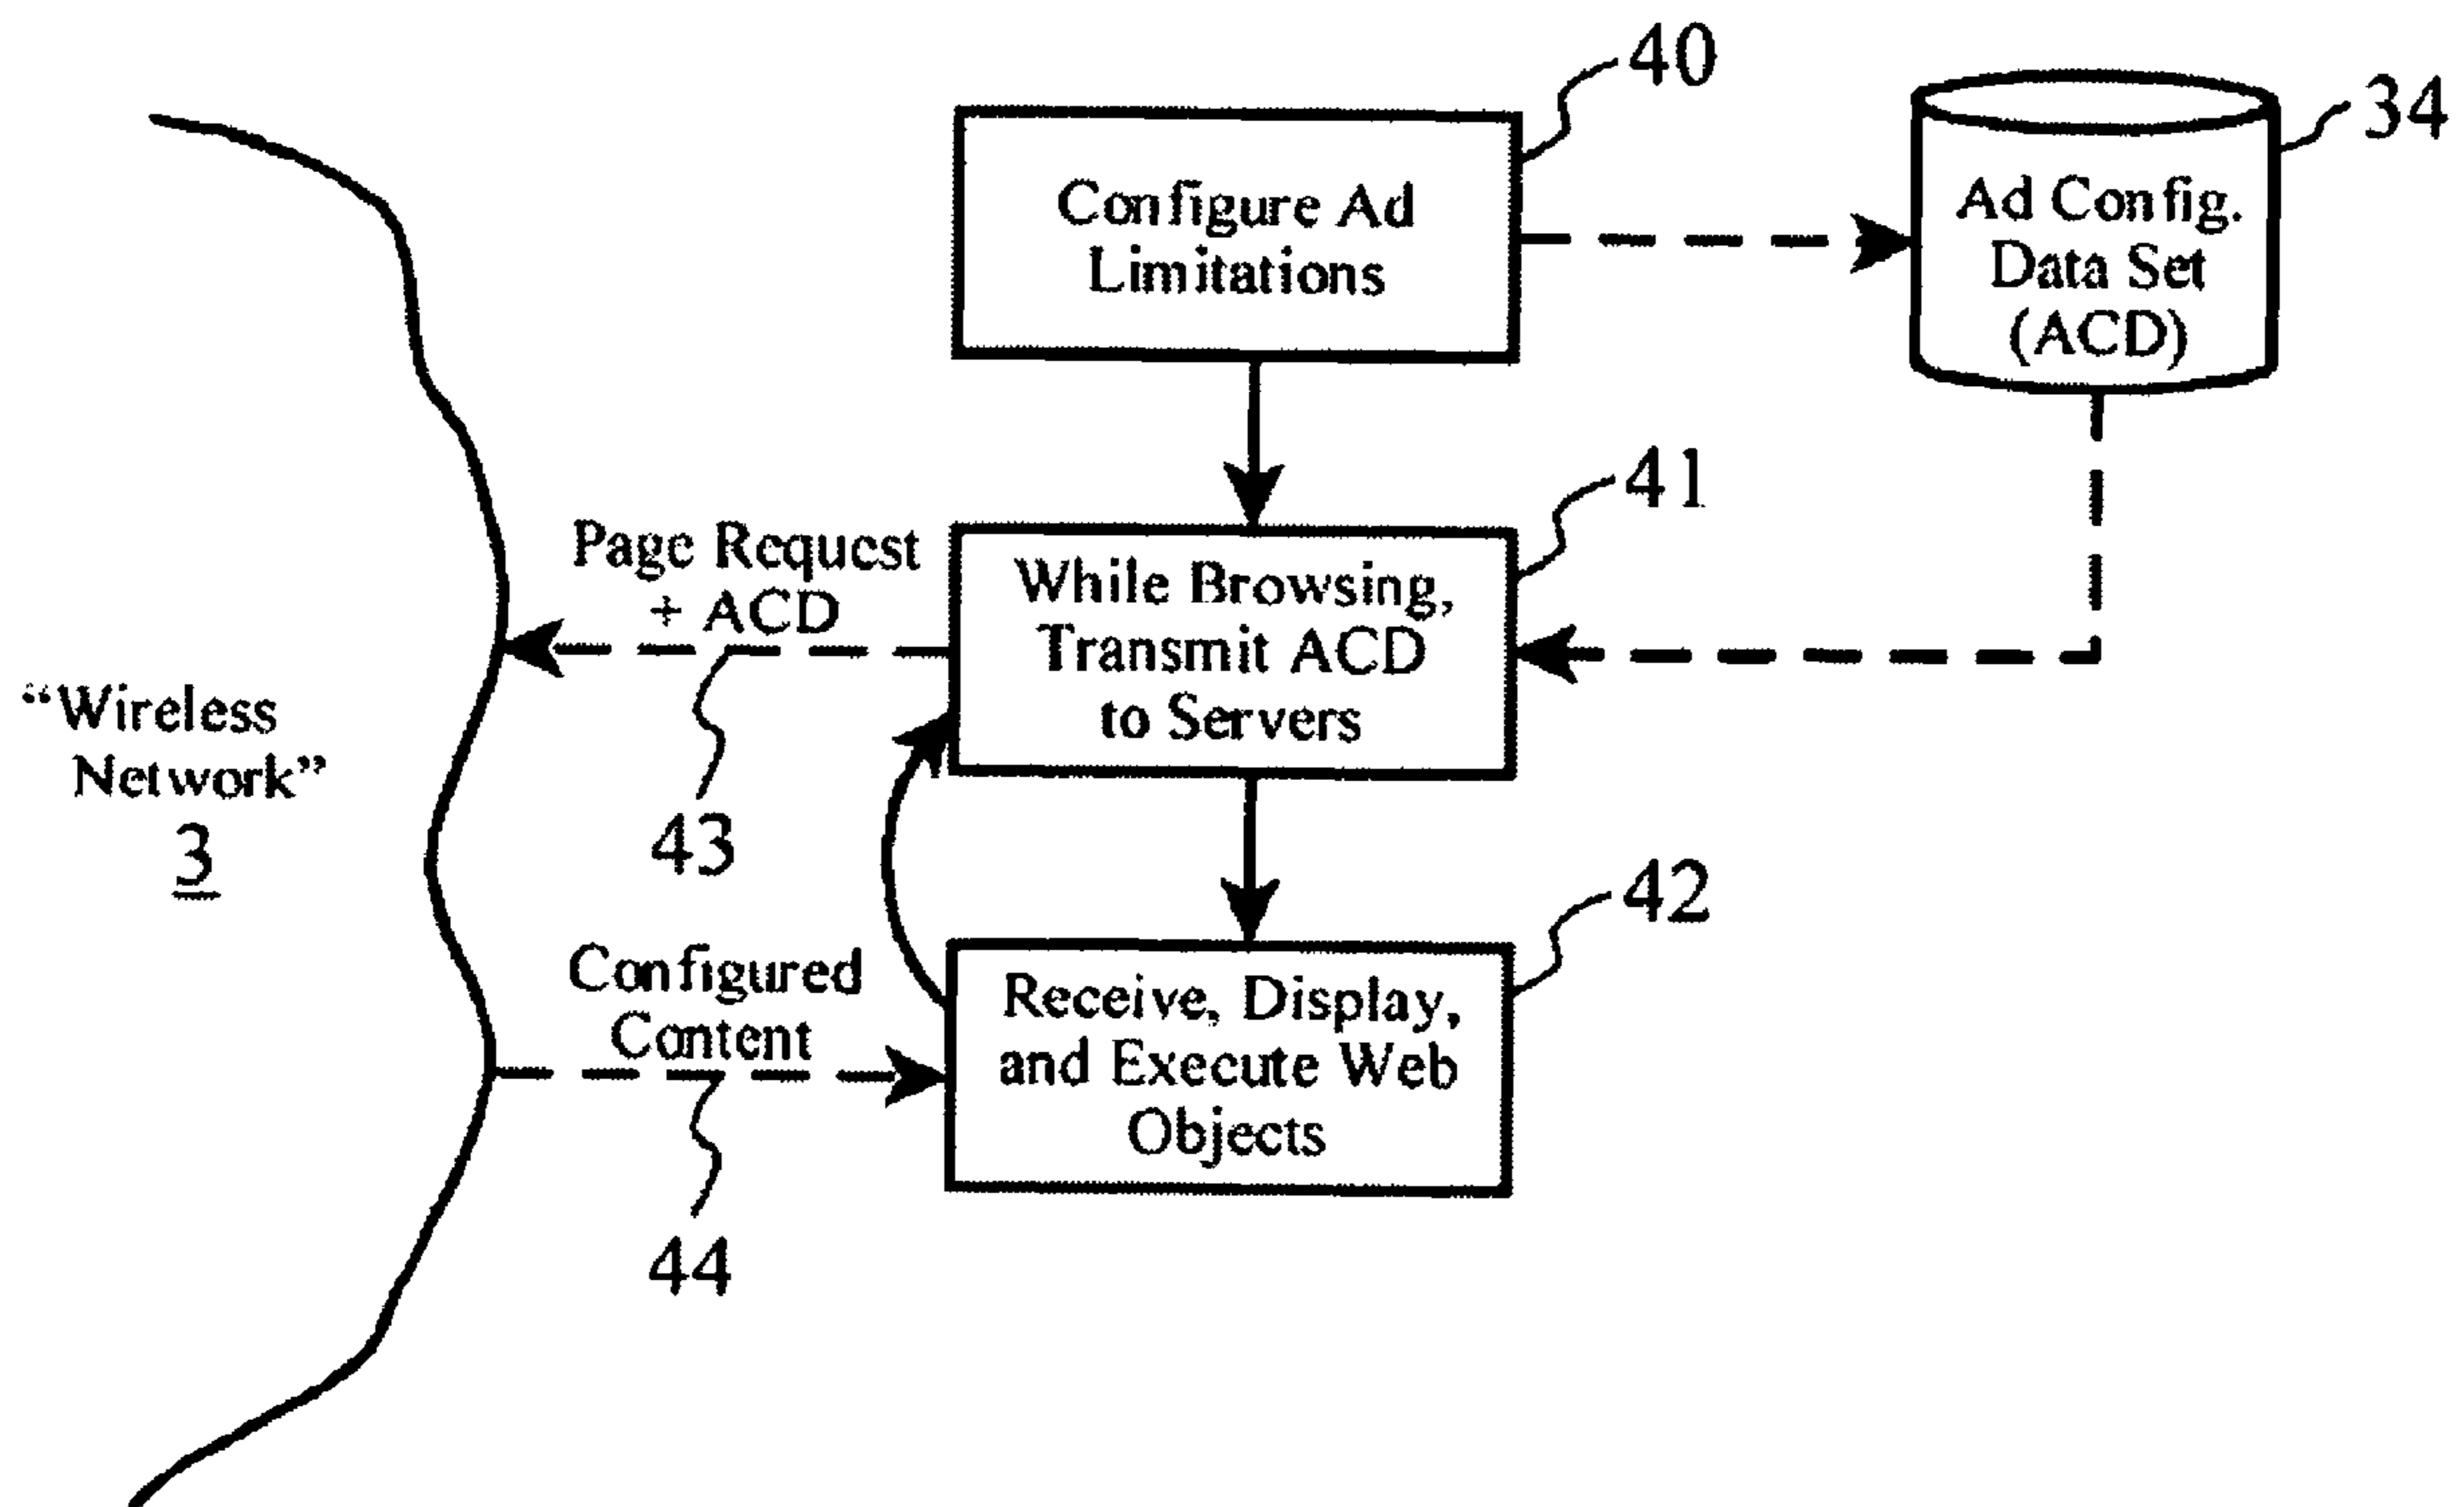 40
34
Configure Ad
Limitations
Ad Config.
Data Set
(ACD)
41
Page Request
+ ACD
While Browsing,
Transmit ACD
to Servers
“Wireless
Network”
3
43
42
Configured
Content
Receive, Display,
and Execute Web
Objects
44